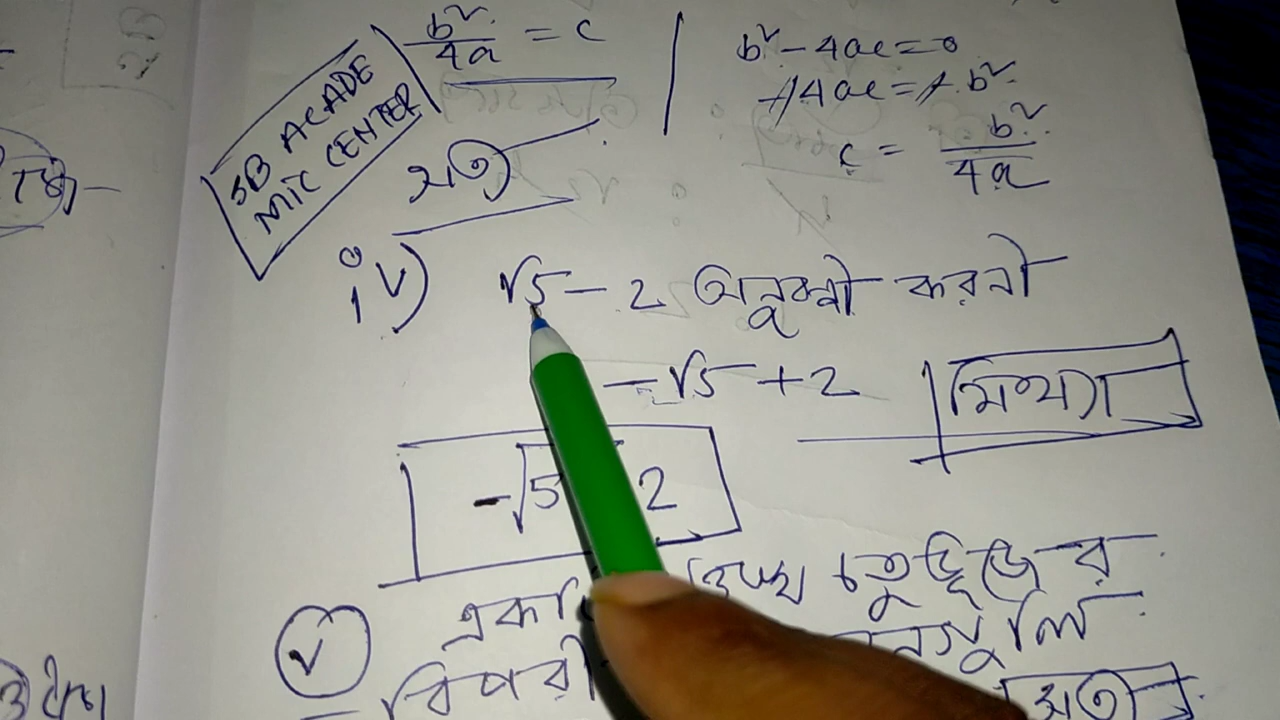 b²/4a = c
b² - 4ac = 0
-4ac = - b²
c = b²/4a
SB ACADE
MIC CENTER
সত্য
iv) √5 - 2 অনুবন্ধী করনী
-√5 + 2 মিথ্যা
-√5 2
v একটি চতুর্ভুজের
বিপরী
সত্য